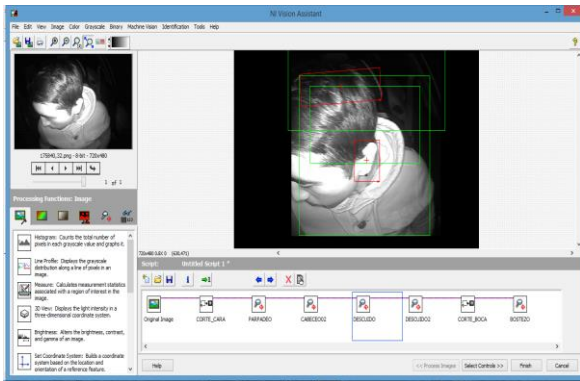 NI Vision Assistant
File Edit View Image Color Grayscale Binary Machine Vision Identification Tools Help
175840,32.png - 8-bit - 720x480
1 of 1
Processing Functions: Image
Histogram: Counts the total number of pixels in each grayscale value and graphs it.
Line Profile: Displays the grayscale distribution along a line of pixels in an image.
Measure: Calculates measurement statistics associated with a region of interest in the image.
3D View: Displays the light intensity in a three-dimensional coordinate system.
Brightness: Alters the brightness, contrast, and gamma of an image.
Set Coordinate System: Builds a coordinate system based on the location and orientation of a reference feature.
Script: Untitled Script 1 *
Original Image CORTE_CARA PARPADEO CABECEO02 DESCUIDO DESCUIDO2 CORTE_BOCA BOSTEZO
Help << Process Images Select Controls >> Finish Cancel